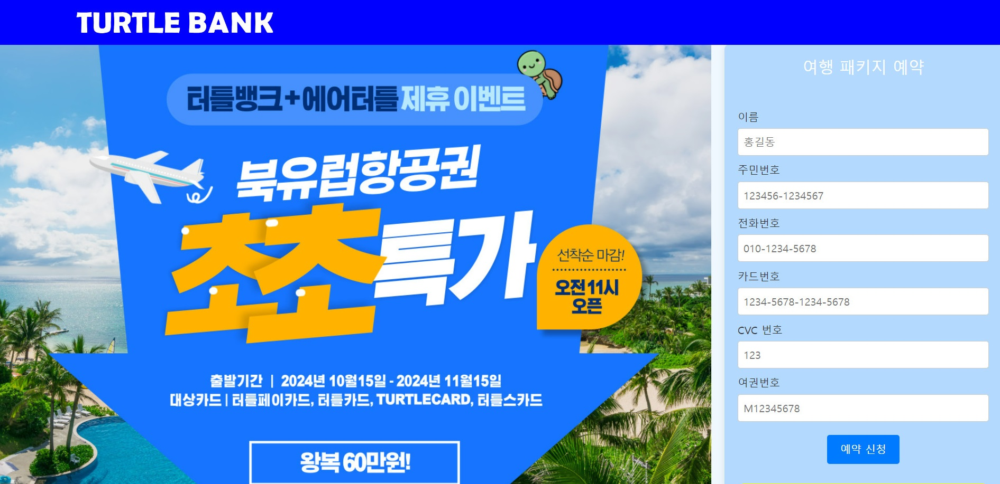 TURTLE BANK
터틀뱅크+에어터틀 제휴 이벤트
북유럽항공권
쵸쵸특가
선착순 마감!
오전 11시
오픈
출발기간 | 2024년 10월15일 - 2024년 11월15일
대상카드 | 터틀페이카드, 터틀카드, TURTLECARD, 터틀스카드
왕복 60만원!
여행 패키지 예약
이름
홍길동
주민번호
123456-1234567
전화번호
010-1234-5678
카드번호
1234-5678-1234-5678
CVC 번호
123
여권번호
M12345678
예약 신청